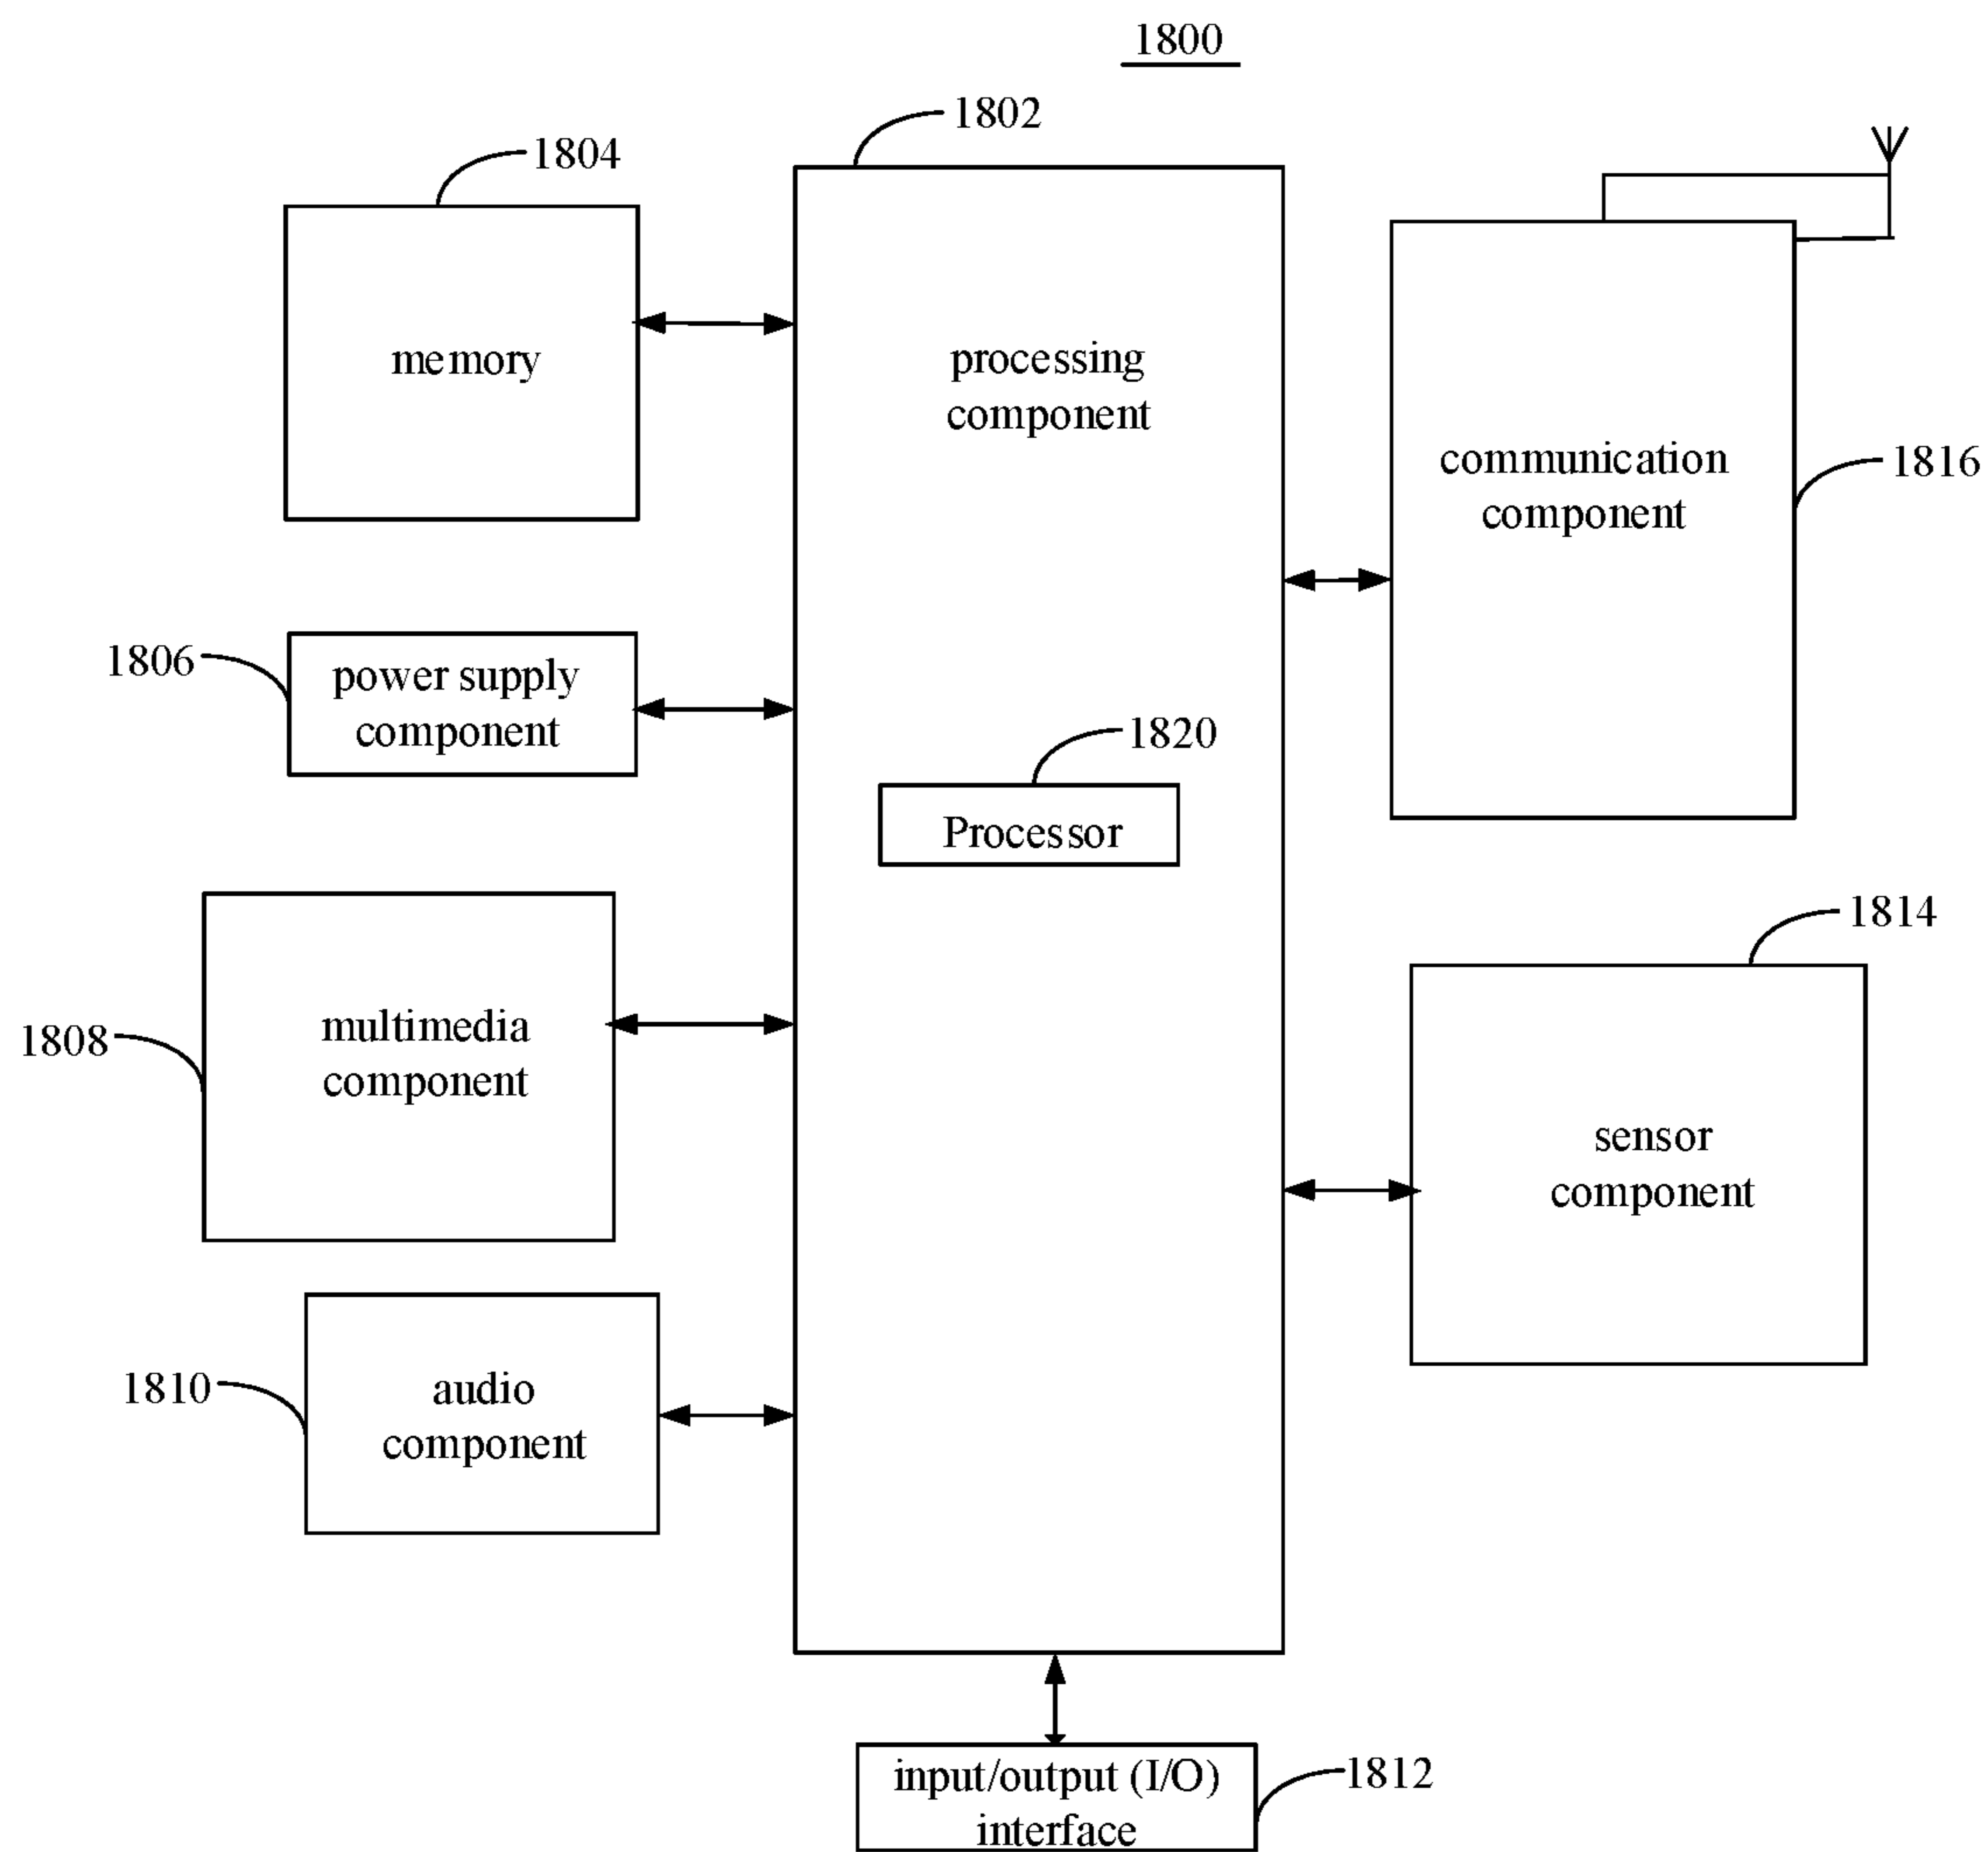 1800
1802
1804
memory
processing
component
communication
component
1816
1806
power supply
component
1820
Processor
1814
1808
multimedia
component
sensor
component
1810
audio
component
input/output (I/O)
interface
1812